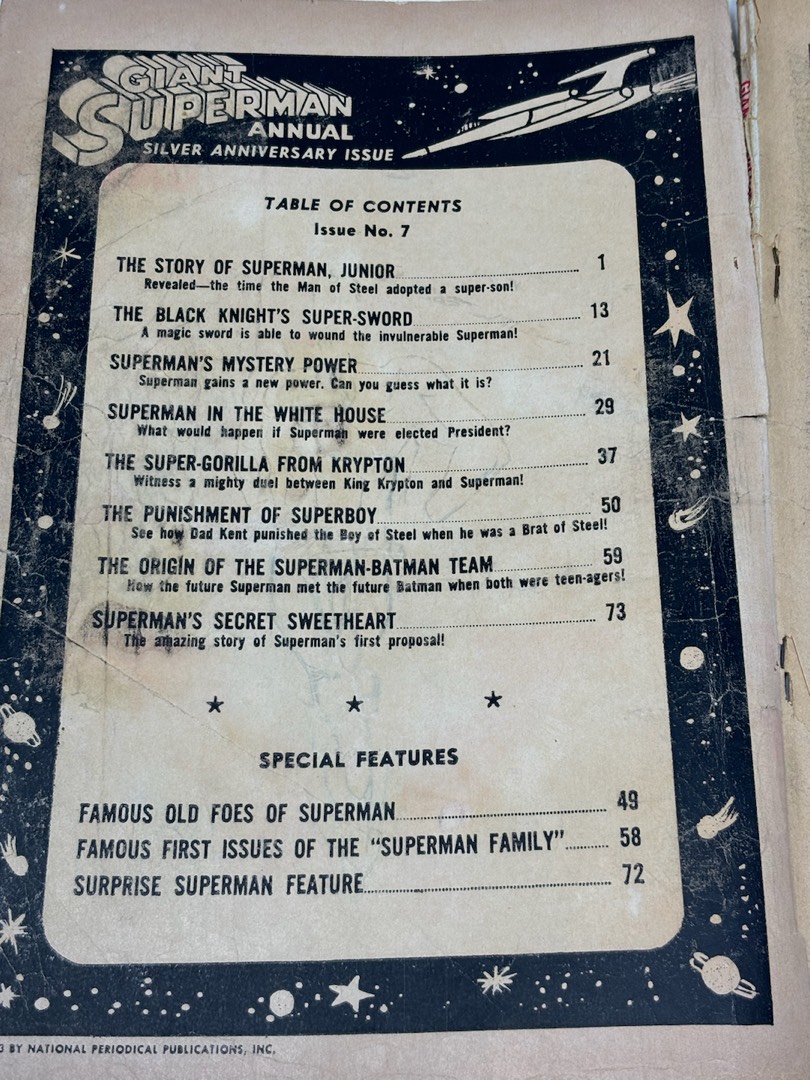 GIANT
SUPERMAN
ANNUAL
SILVER ANNIVERSARY ISSUE
TABLE OF CONTENTS
Issue No. 7
THE STORY OF SUPERMAN, JUNIOR 1
Revealed—the time the Man of Steel adopted a super-son!
THE BLACK KNIGHT'S SUPER-SWORD 13
A magic sword is able to wound the invulnerable Superman!
SUPERMAN'S MYSTERY POWER 21
Superman gains a new power. Can you guess what it is?
SUPERMAN IN THE WHITE HOUSE 29
What would happen if Superman were elected President?
THE SUPER-GORILLA FROM KRYPTON 37
Witness a mighty duel between King Krypton and Superman!
THE PUNISHMENT OF SUPERBOY 50
See how Dad Kent punished the Boy of Steel when he was a Brat of Steel!
THE ORIGIN OF THE SUPERMAN-BATMAN TEAM 59
How the future Superman met the future Batman when both were teen-agers!
SUPERMAN'S SECRET SWEETHEART 73
The amazing story of Superman's first proposal!
SPECIAL FEATURES
FAMOUS OLD FOES OF SUPERMAN 49
FAMOUS FIRST ISSUES OF THE "SUPERMAN FAMILY" 58
SURPRISE SUPERMAN FEATURE 72
3 BY NATIONAL PERIODICAL PUBLICATIONS, INC.